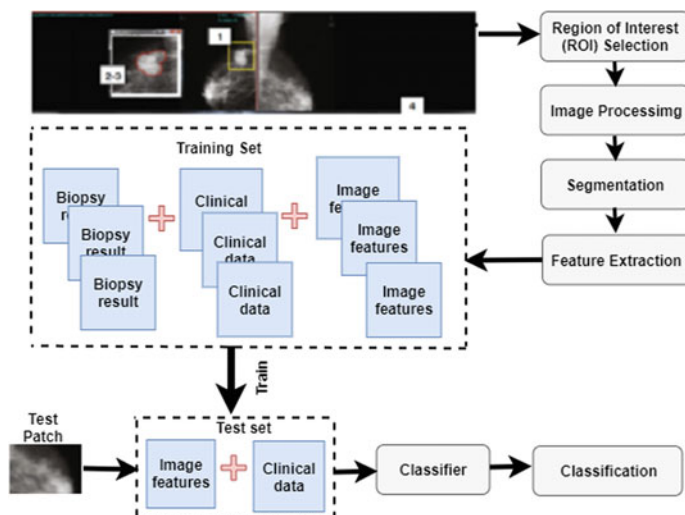 1
2-3
4
Region of Interest
(ROI) Selection
Image Processimg
Segmentation
Feature Extraction
Training Set
Biopsy
re
Biopsy
result
Biopsy
result
Clinical
Clinical
data
Clinical
data
Image
fe
Image
features
Image
features
Train
Test
Patch
Test set
Image
features
Clinical
data
Classifier
Classification